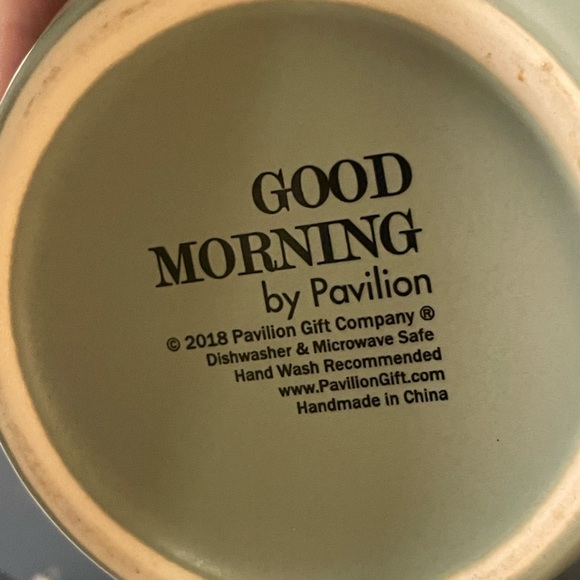 GOOD
MORNING
by Pavilion
© 2018 Pavilion Gift Company ®
Dishwasher & Microwave Safe
Hand Wash Recommended
www.PavilionGift.com
Handmade in China